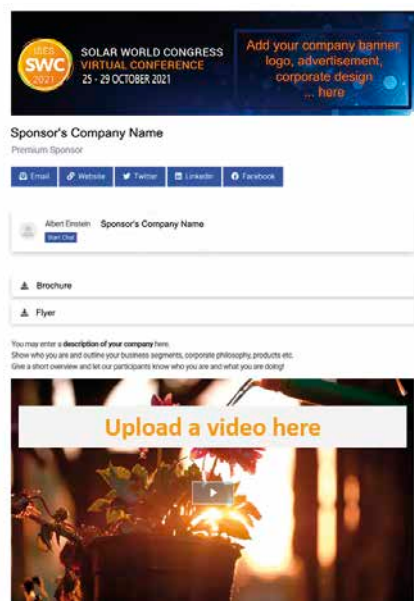 ISES
SWC
2021
SOLAR WORLD CONGRESS
VIRTUAL CONFERENCE
25 - 29 OCTOBER 2021
Add your company banner,
logo, advertisement,
corporate design
... here
Sponsor's Company Name
Premium Sponsor
Email Website Twitter LinkedIn Facebook
Albert Einstein Sponsor's Company Name
Start Chat
Brochure
Flyer
You may enter a description of your company here.
Show who you are and outline your business segments, corporate philosophy, products etc.
Give a short overview and let our participants know who you are and what you are doing!
Upload a video here